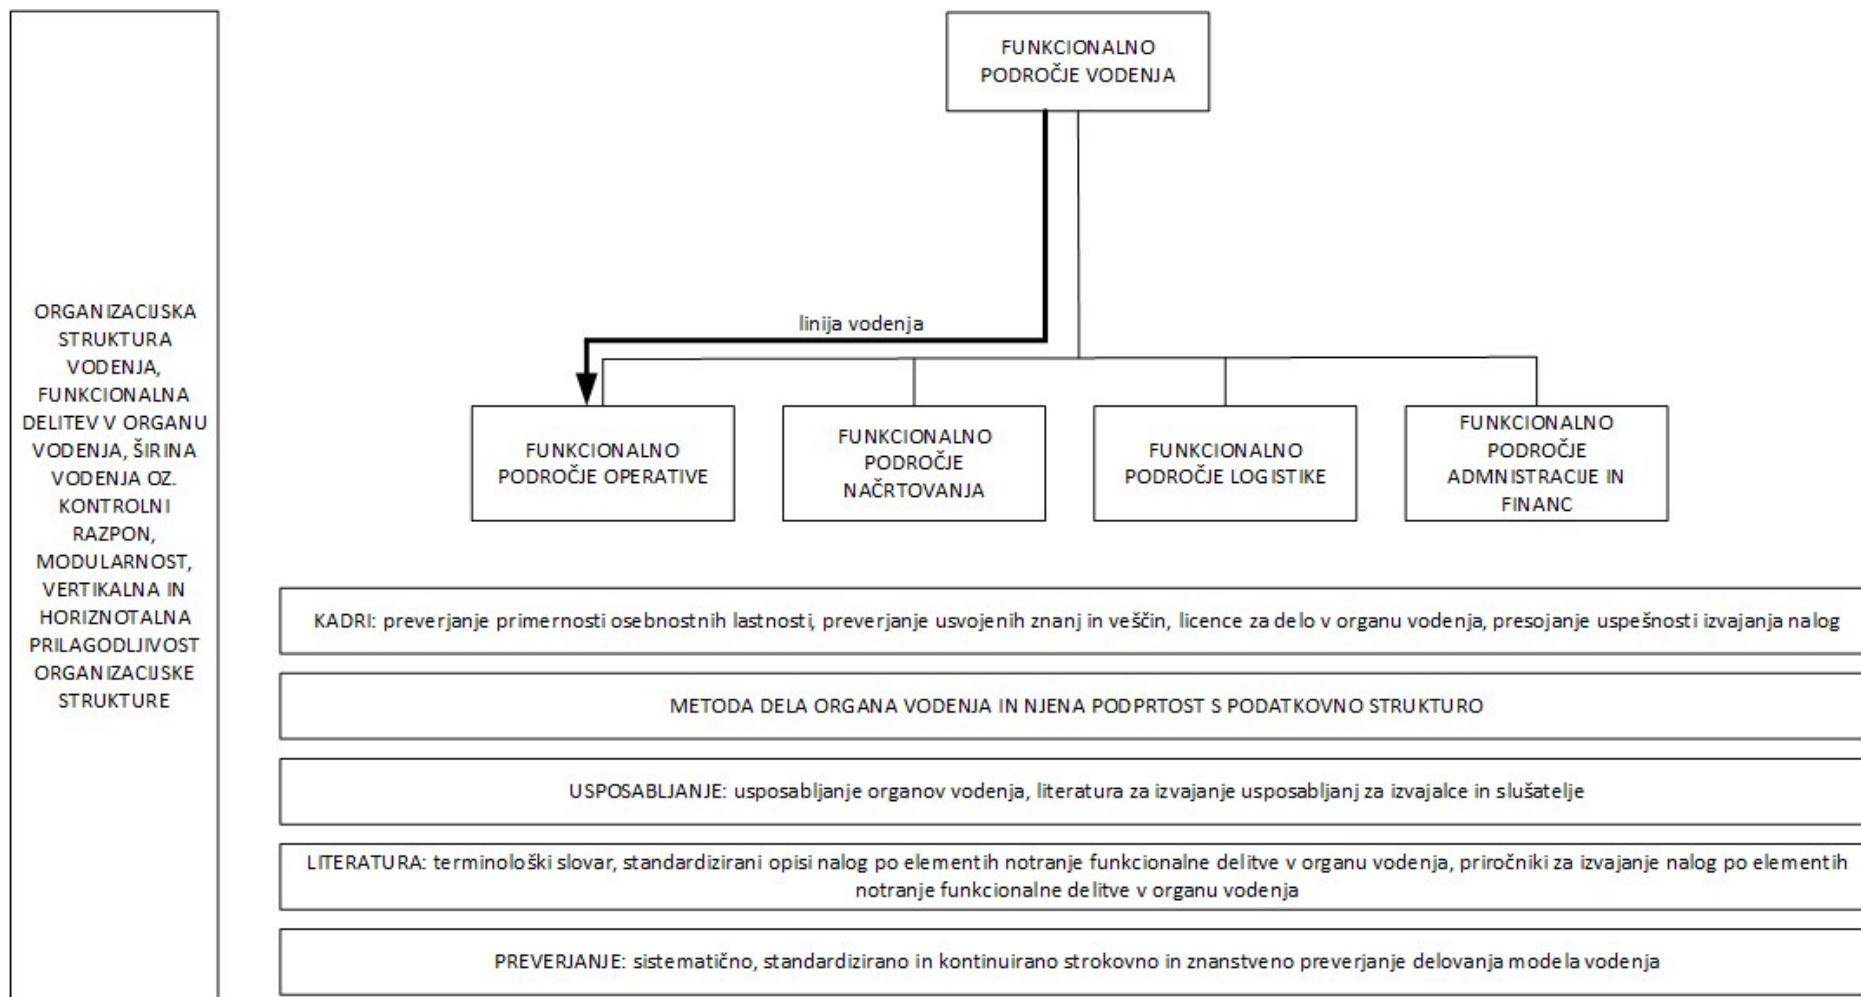 ORGANIZACIJSKA
STRUKTURA
VODENJA,
FUNKCIONALNA
DELITEV V ORGANU
VODENJA, ŠIRINA
VODENJA OZ.
KONTROLNI
RAZPON,
MODULARNOST,
VERTIKALNA IN
HORIZNOTALNA
PRILAGODLJIVOST
ORGANIZACIJSKE
STRUKTURE
FUNKCIONALNO
PODROČJE VODENJA
linija vodenja
FUNKCIONALNO
PODROČJE OPERATIVE
FUNKCIONALNO
PODROČJE
NAČRTOVANJA
FUNKCIONALNO
PODROČJE LOGISTIKE
FUNKCIONALNO
PODROČJE
ADMNISTRACIJE IN
FINANC
KADRI: preverjanje primernosti osebnostnih lastnosti, preverjanje usvojenih znanj in veščin, licence za delo v organu vodenja, presojanje uspešnosti izvajanja nalog
METODA DELA ORGANA VODENJA IN NJENA PODPRTOST S PODATKOVNO STRUKTURO
USPOSABLJANJE: usposabljanje organov vodenja, literatura za izvajanje usposabljanj za izvajalce in slušatelje
LITERATURA: terminološki slovar, standardizirani opisi nalog po elementih notranje funkcionalne delitve v organu vodenja, priročniki za izvajanje nalog po elementih
notranje funkcionalne delitve v organu vodenja
PREVERJANJE: sistematično, standardizirano in kontinuirano strokovno in znanstveno preverjanje delovanja modela vodenja